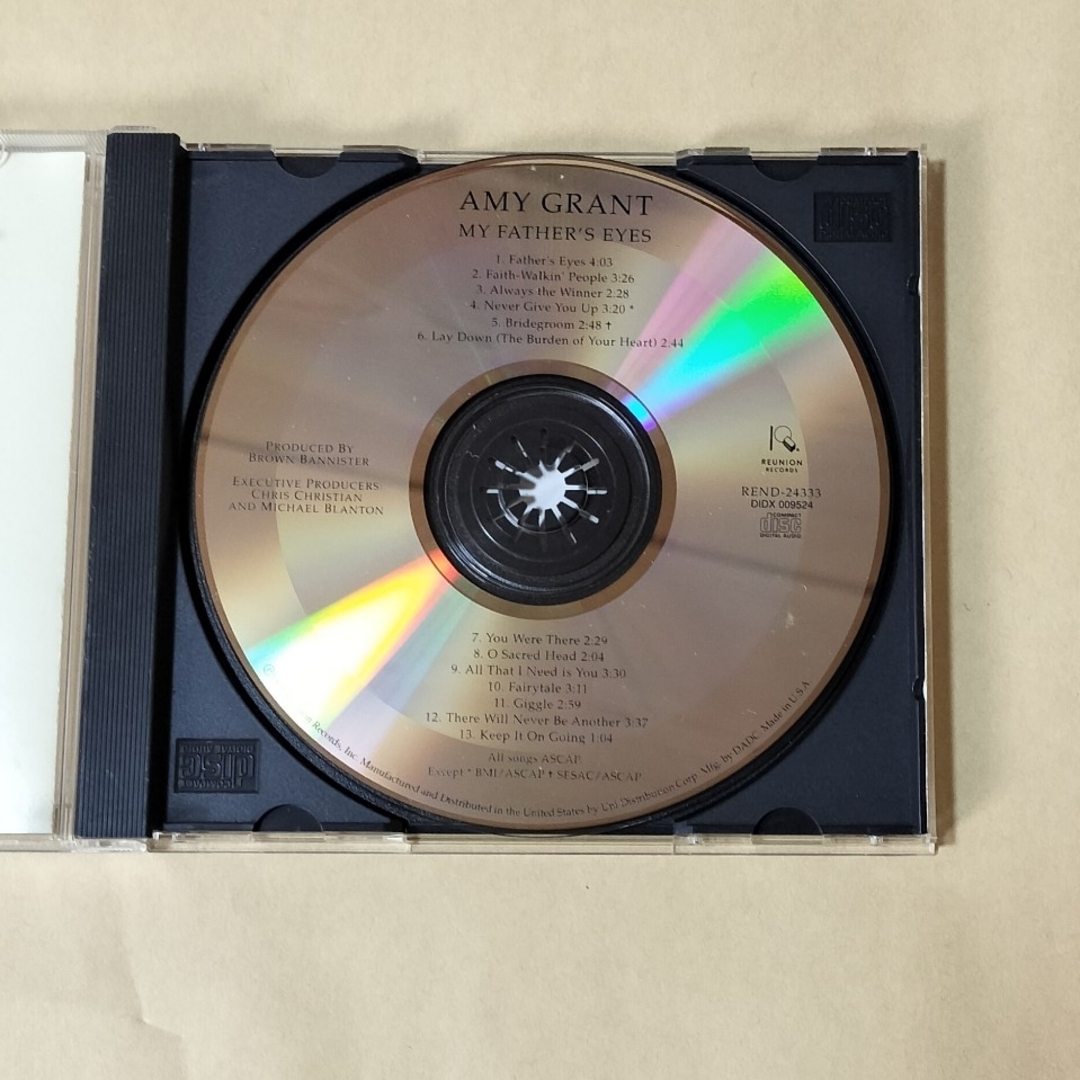 AMY GRANT
MY FATHER'S EYES
1. Father's Eyes 4:03
2. Faith-Walkin' People 3:26
3. Always the Winner 2:28
4. Never Give You Up 3:20 *
5. Bridegroom 2:48 †
6. Lay Down (The Burden of Your Heart) 2:44
PRODUCED BY
BROWN BANNISTER
EXECUTIVE PRODUCERS:
CHRIS CHRISTIAN
AND MICHAEL BLANTON
REUNION
RECORDS
REND-24333
DIDX 009524
COMPACT
disc
DIGITAL AUDIO
7. You Were There 2:29
8. O Sacred Head 2:04
9. All That I Need is You 3:30
10. Fairytale 3:11
11. Giggle 2:59
12. There Will Never Be Another 3:37
13. Keep It On Going 1:04
All songs ASCAP
Except * BMI/ASCAP † SESAC/ASCAP
Records, Inc. Manufactured and Distributed in the United States by Uni Distribution Corp. Mfg. by DADC. Made in U.S.A.
COMPACT
disc
DIGITAL AUDIO